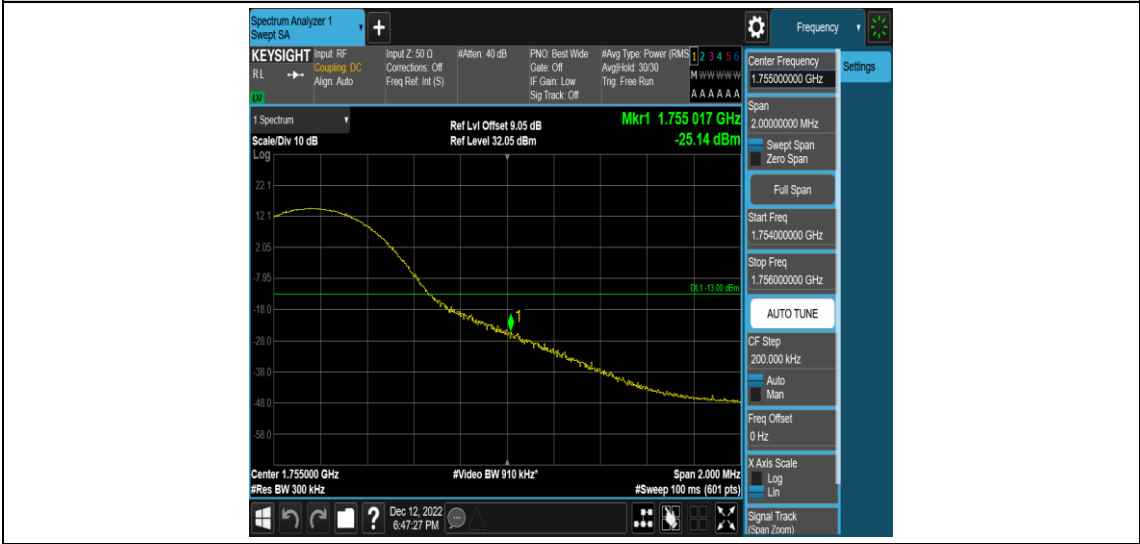 Spectrum Analyzer 1
Swept SA
+
Frequency
KEYSIGHT
RL
Input: RF
Coupling: DC
Align: Auto
Input Z: 50 Ω
Corrections: Off
Freq Ref: Int (S)
#Atten: 40 dB
PNO: Best Wide
Gate: Off
IF Gain: Low
Sig Track: Off
#Avg Type: Power (RMS
Avg|Hold: 30/30
Trig: Free Run
1 2 3 4 5 6
M W W W W W
A A A A A A
1 Spectrum
Scale/Div 10 dB
Log
Ref Lvl Offset 9.05 dB
Ref Level 32.05 dBm
Mkr1 1.755 017 GHz
-25.14 dBm
22.1
12.1
2.05
-7.95
-18.0
-28.0
-38.0
-48.0
-58.0
DL1 -13.00 dBm
1
Center 1.755000 GHz
#Res BW 300 kHz
#Video BW 910 kHz*
Span 2.000 MHz
#Sweep 100 ms (601 pts)
?
Dec 12, 2022
6:47:27 PM
Center Frequency
1.755000000 GHz
Span
2.00000000 MHz
Swept Span
Zero Span
Full Span
Start Freq
1.754000000 GHz
Stop Freq
1.756000000 GHz
AUTO TUNE
CF Step
200.000 kHz
Auto
Man
Freq Offset
0 Hz
X Axis Scale
Log
Lin
Signal Track
(Span Zoom)
Settings